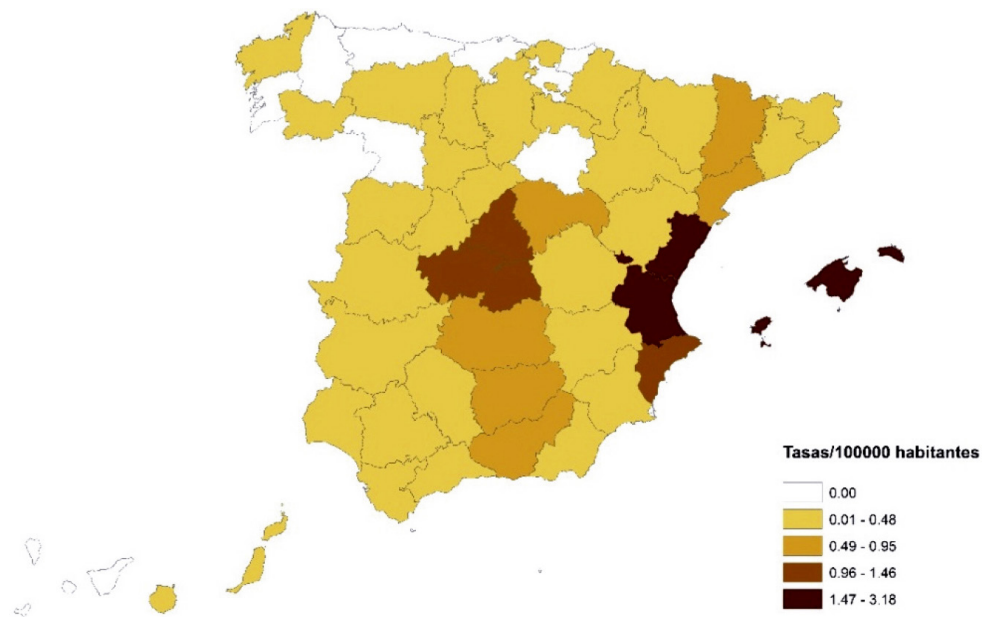 Tasas/100000 habitantes
0.00
0.01 - 0.48
0.49 - 0.95
0.96 - 1.46
1.47 - 3.18